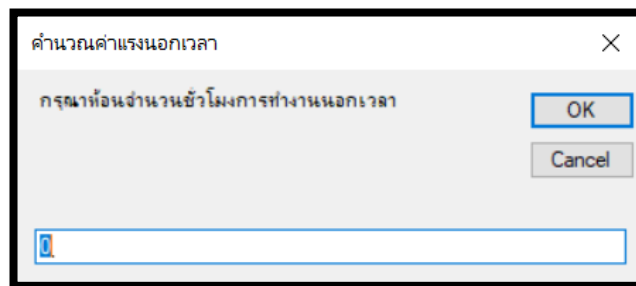 คำนวณค่าแรงนอกเวลา
กรุณาห้อนจำนวนชั่วโมงการทำงานนอกเวลา
OK
Cancel
0